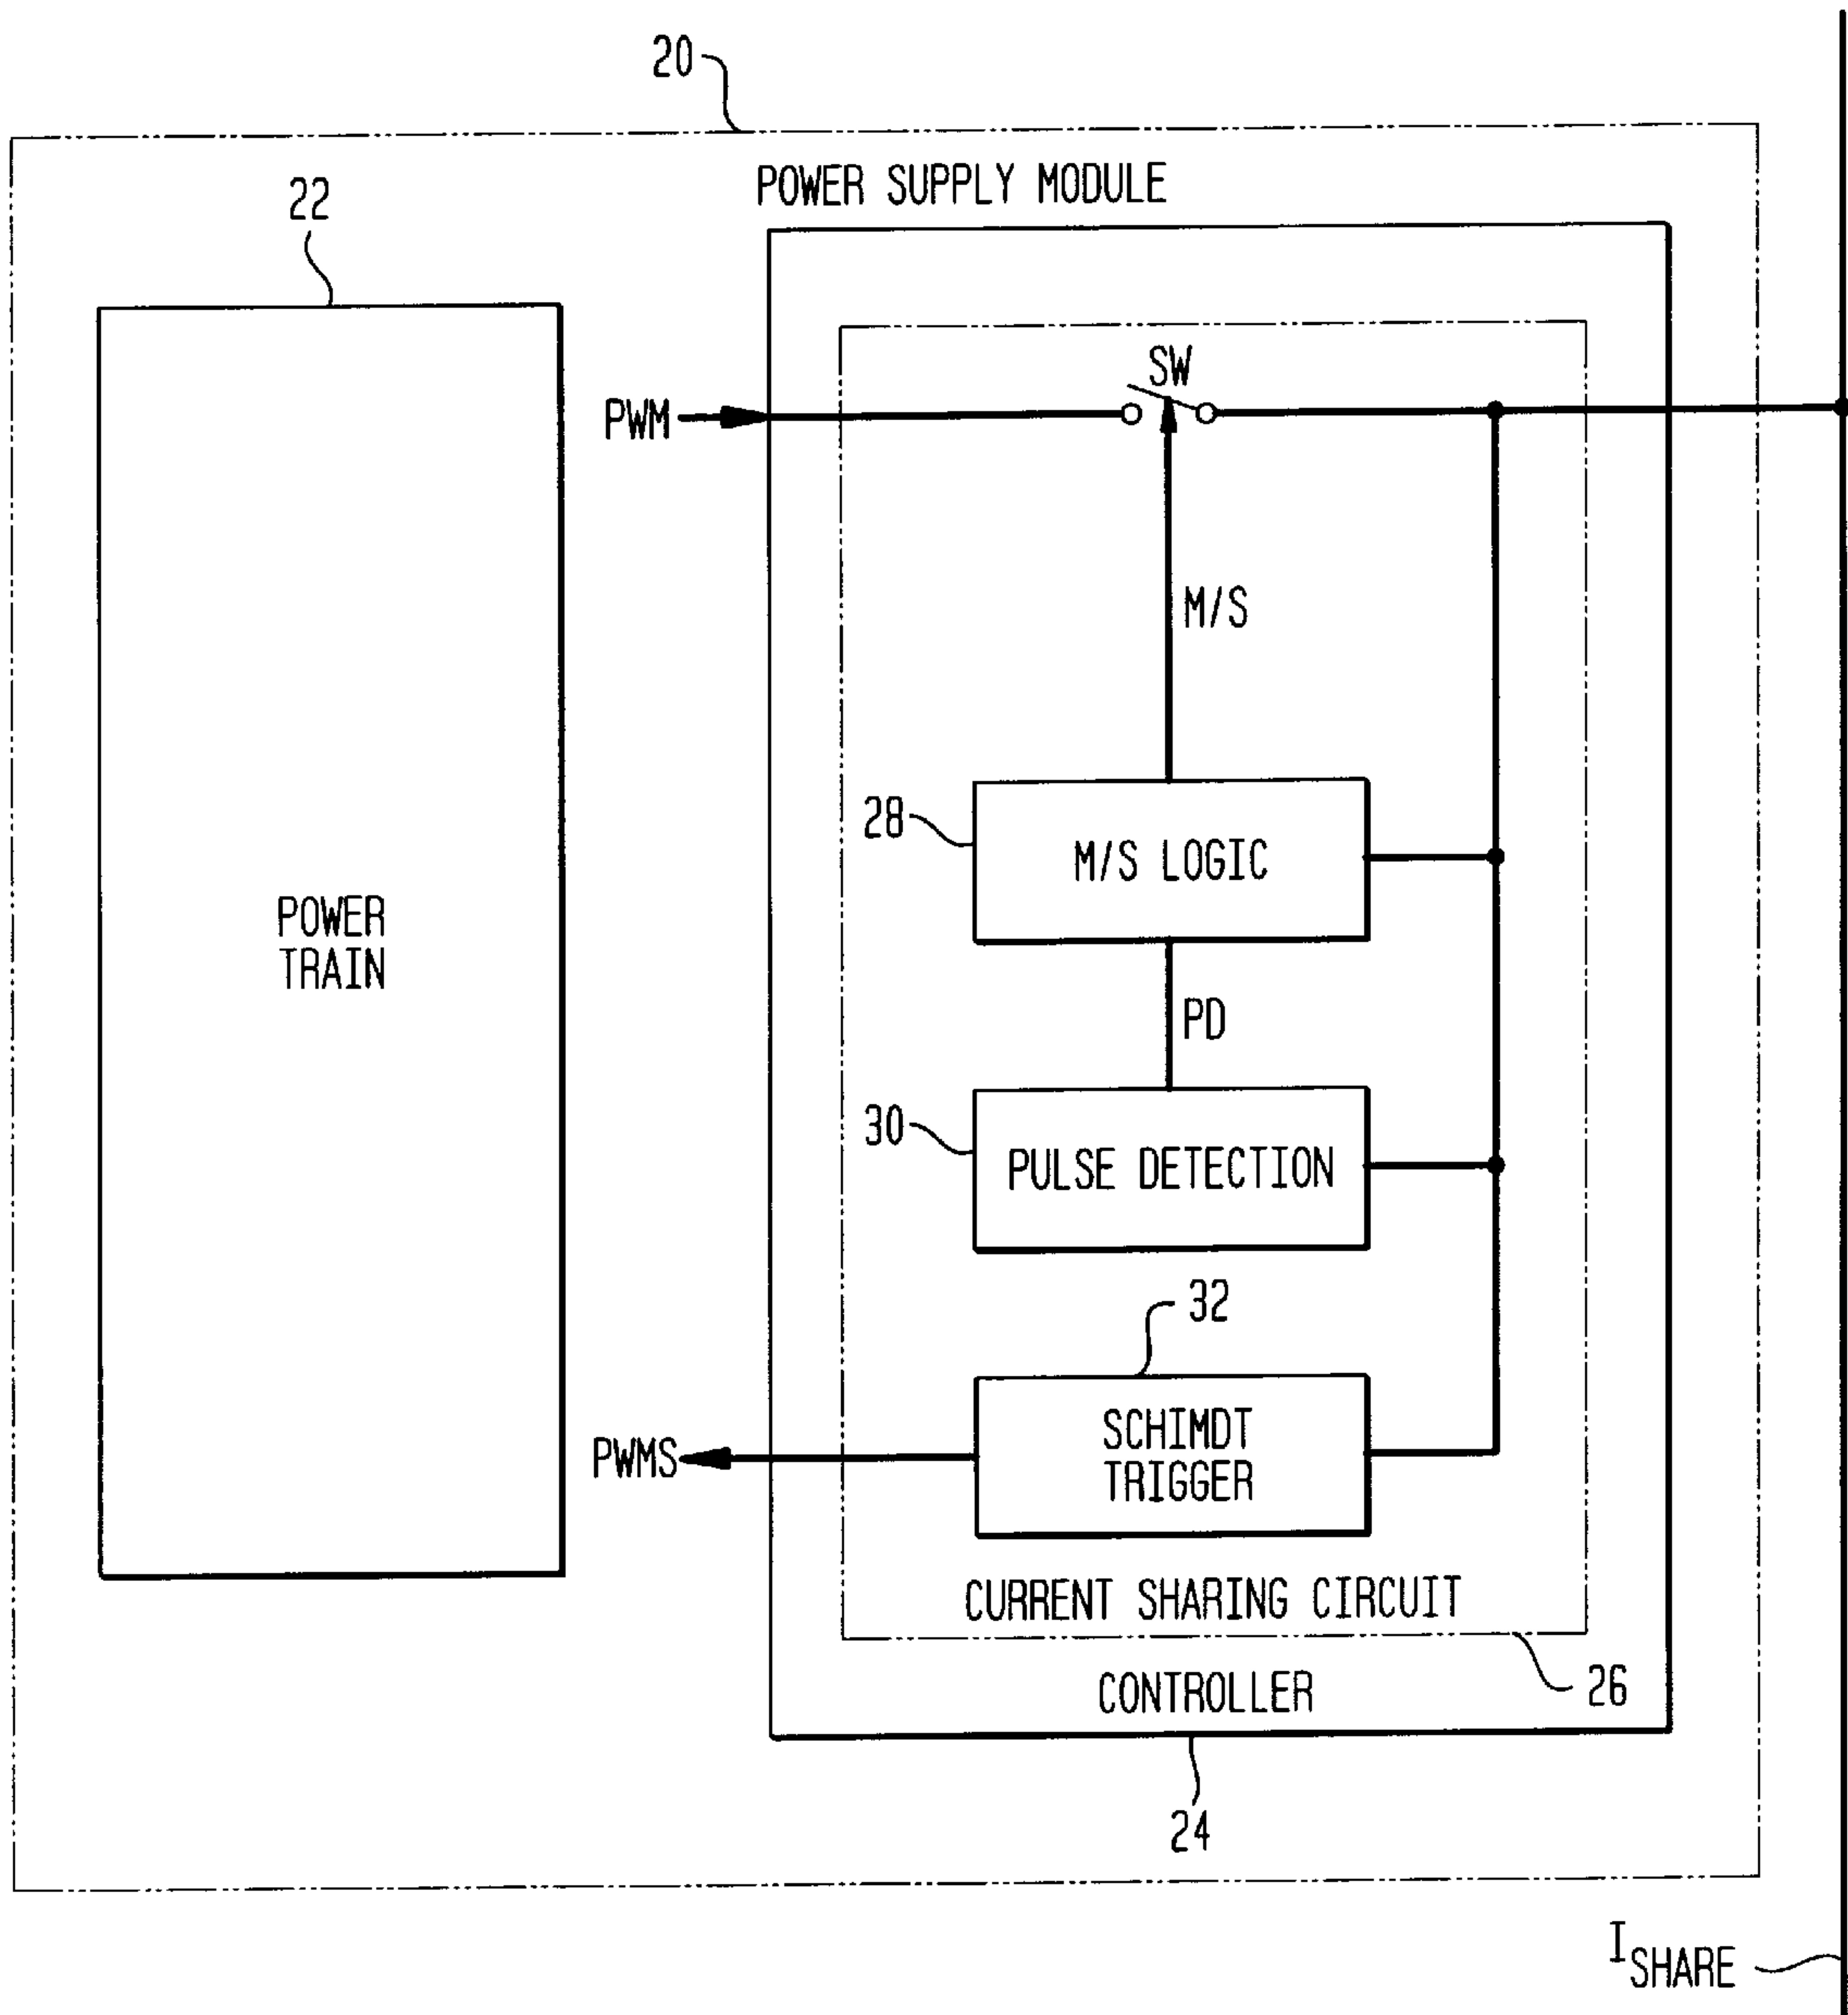 20
POWER SUPPLY MODULE
22
SW
PWM
M/S
28
M/S LOGIC
POWER
TRAIN
PD
30
PULSE DETECTION
32
SCHIMDT
TRIGGER
PWMS
CURRENT SHARING CIRCUIT
26
CONTROLLER
24
I SHARE